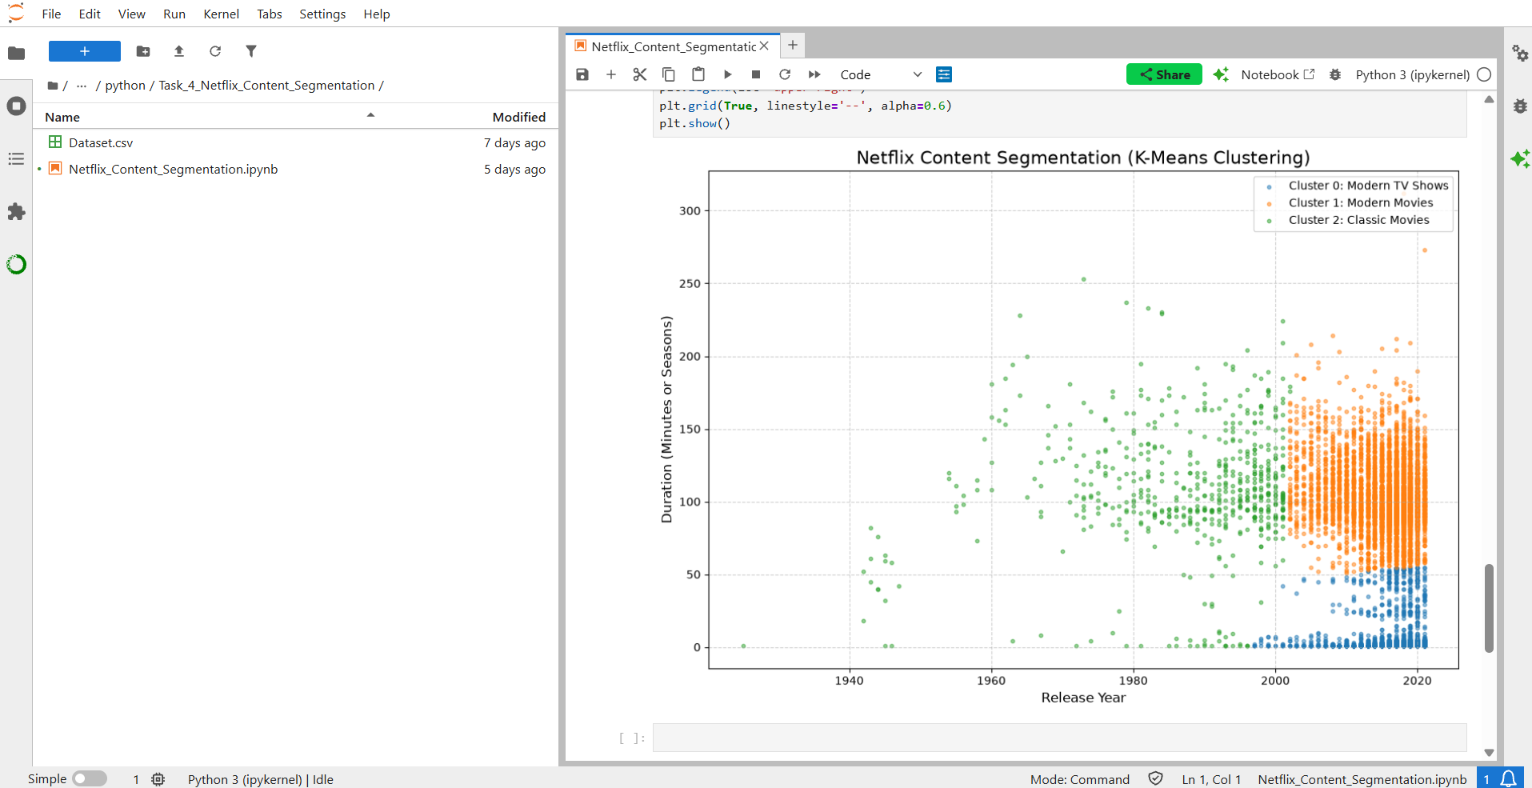 File Edit View Run Kernel Tabs Settings Help
/ ... / python / Task_4_Netflix_Content_Segmentation /
Name Modified
Dataset.csv 7 days ago
Netflix_Content_Segmentation.ipynb 5 days ago
Netflix_Content_Segmentatic
Code
Share
Notebook
Python 3 (ipykernel)
plt.grid(True, linestyle='--', alpha=0.6)
plt.show()
Netflix Content Segmentation (K-Means Clustering)
Cluster 0: Modern TV Shows
Cluster 1: Modern Movies
Cluster 2: Classic Movies
Duration (Minutes or Seasons)
300
250
200
150
100
50
0
1940 1960 1980 2000 2020
Release Year
[ ]:
Simple 1 Python 3 (ipykernel) | Idle Mode: Command Ln 1, Col 1 Netflix_Content_Segmentation.ipynb 1